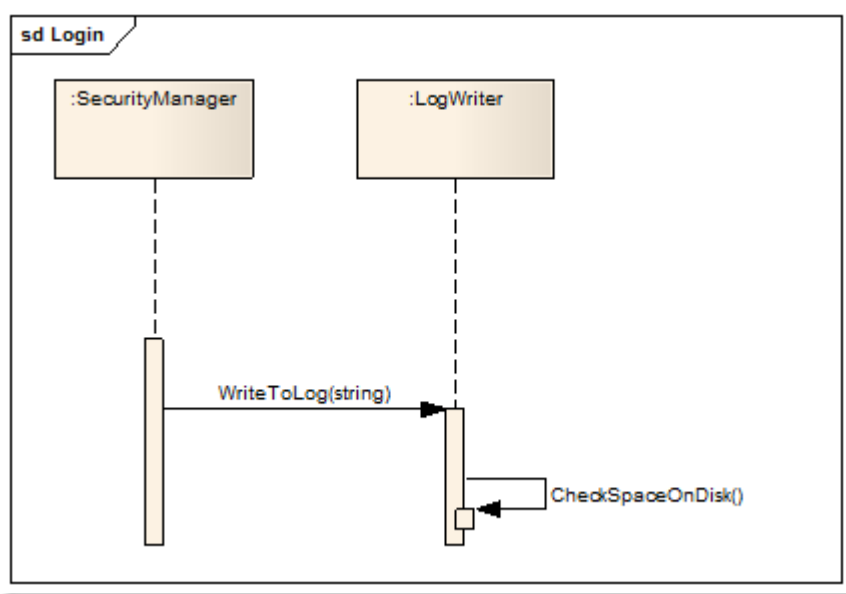 sd Login
:SecurityManager
:LogWriter
WriteToLog(string)
CheckSpaceOnDisk()